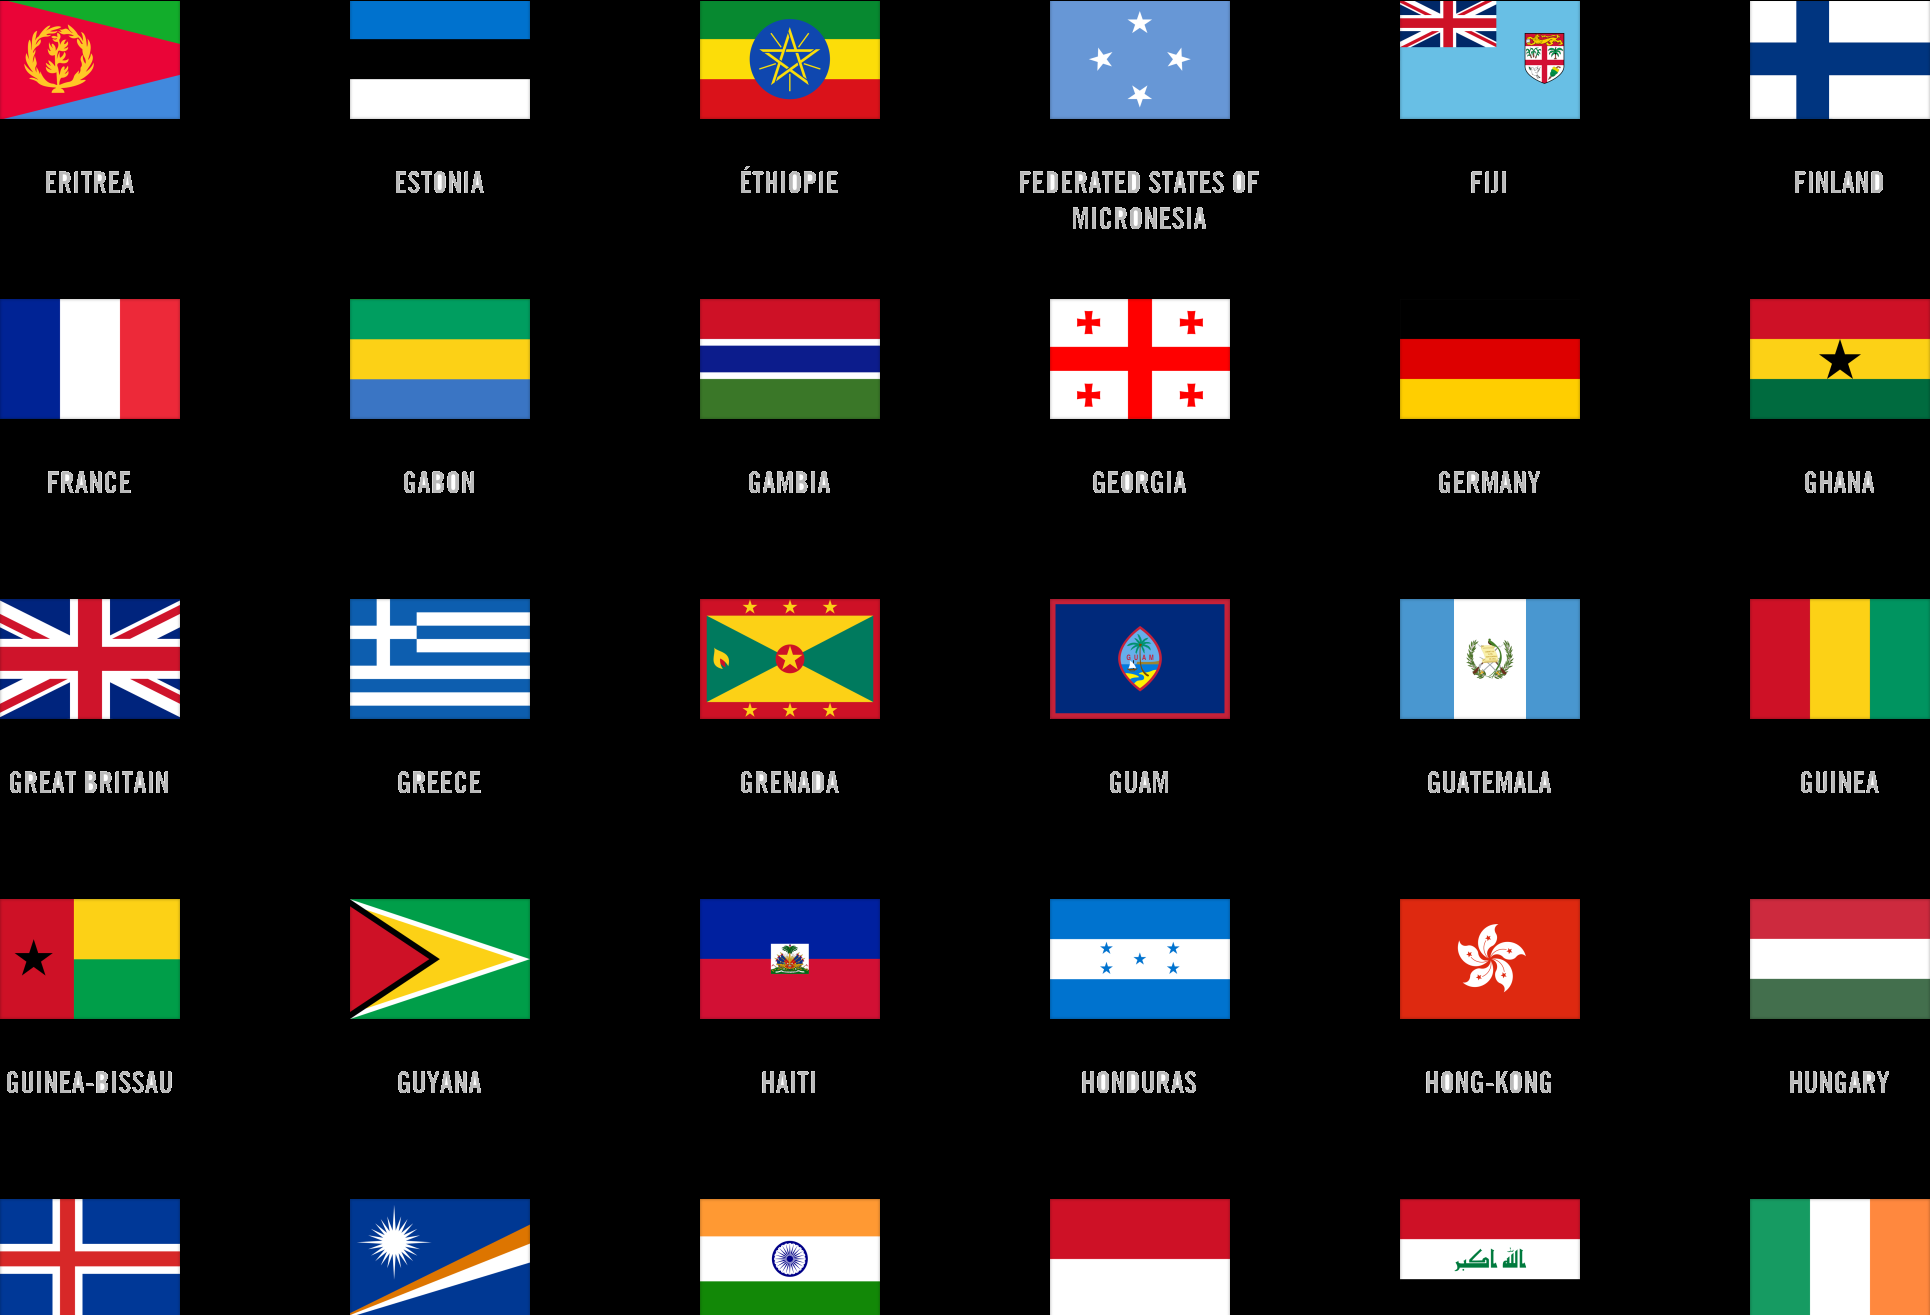 ERITREA
ESTONIA
ÉTHIOPIE
FEDERATED STATES OF
MICRONESIA
FIJI
FINLAND
FRANCE
GABON
GAMBIA
GEORGIA
GERMANY
GHANA
GUAM
GREAT BRITAIN
GREECE
GRENADA
GUAM
GUATEMALA
GUINEA
GUINEA-BISSAU
GUYANA
HAITI
HONDURAS
HONG-KONG
HUNGARY
الله اكبر